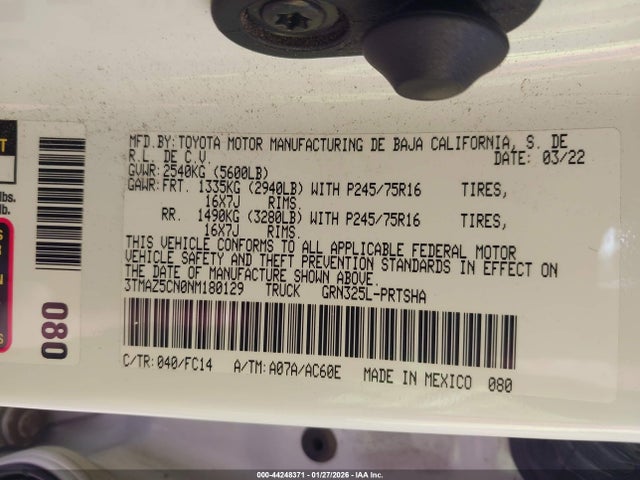 MFD.BY:TOYOTA MOTOR MANUFACTURING DE BAJA CALIFORNIA, S. DE
R.L. DE C.V. DATE: 03/22
GVWR:2540KG (5600LB)
GAWR:FRT. 1335KG (2940LB) WITH P245/75R16 TIRES,
16X7J RIMS.
RR. 1490KG (3280LB) WITH P245/75R16 TIRES,
16X7J RIMS.
THIS VEHICLE CONFORMS TO ALL APPLICABLE FEDERAL MOTOR
VEHICLE SAFETY AND THEFT PREVENTION STANDARDS IN EFFECT ON
THE DATE OF MANUFACTURE SHOWN ABOVE.
3TMAZ5CN0NM180129 TRUCK GRN325L-PRTSHA
C/TR:040/FC14 A/TM:A07A/AC60E MADE IN MEXICO 080
080
lbs.
lb.
000-44248371 - 01/27/2026 - IAA Inc.